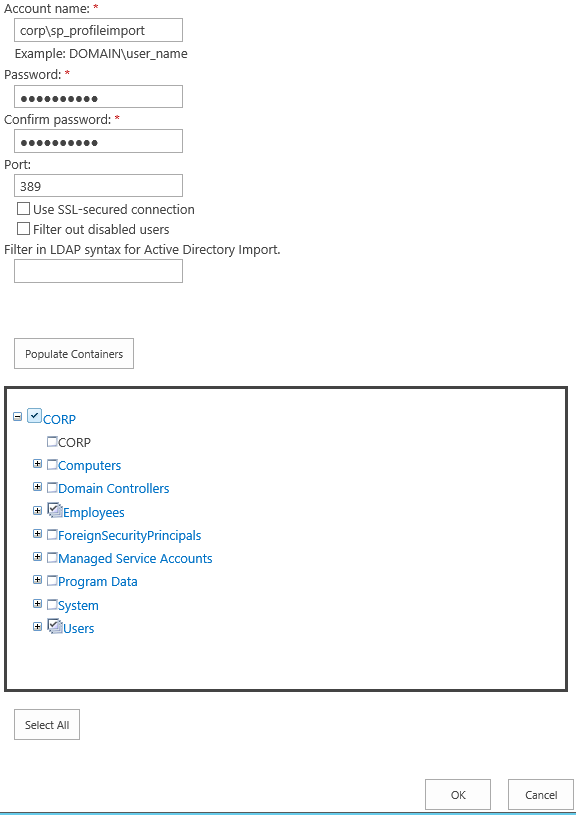 Account name: *
corp\sp_profileimport
Example: DOMAIN\user_name
Password: *
●●●●●●●●●●
Confirm password: *
●●●●●●●●●●
Port:
389
Use SSL-secured connection
Filter out disabled users
Filter in LDAP syntax for Active Directory Import.
Populate Containers
CORP
CORP
Computers
Domain Controllers
Employees
ForeignSecurityPrincipals
Managed Service Accounts
Program Data
System
Users
Select All
OK Cancel